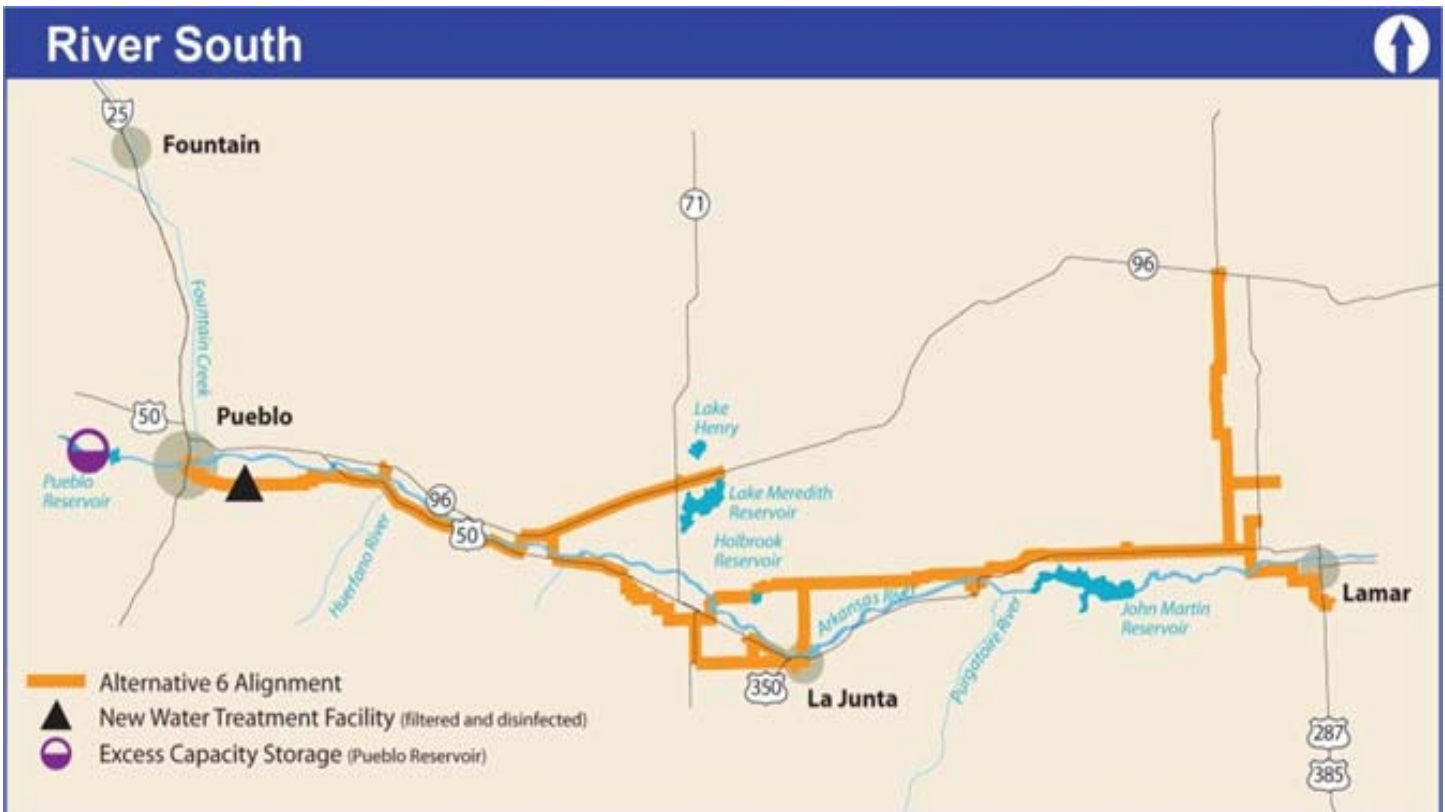 River South
25
Fountain
71
96
Fountain Creek
50
Pueblo
Lake
Henry
Pueblo
Reservoir
96
Lake Meredith
Reservoir
50
Holbrook
Reservoir
Huerfano River
Arkansas River
Purgatoire River
John Martin
Reservoir
Lamar
350
La Junta
Alternative 6 Alignment
New Water Treatment Facility (filtered and disinfected)
Excess Capacity Storage (Pueblo Reservoir)
287
385